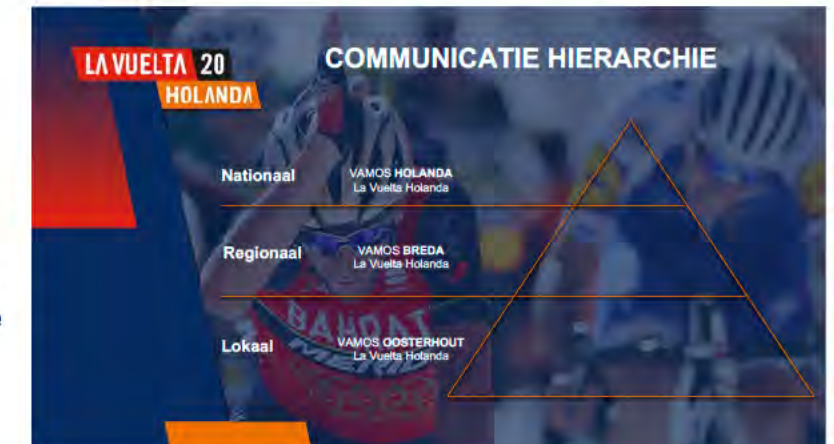 LA VUELTA 20
HOLANDA
COMMUNICATIE HIERARCHIE
Nationaal
VAMOS HOLANDA
La Vuelta Holanda
Regionaal
VAMOS BREDA
La Vuelta Holanda
Lokaal
VAMOS OOSTERHOUT
La Vuelta Holanda